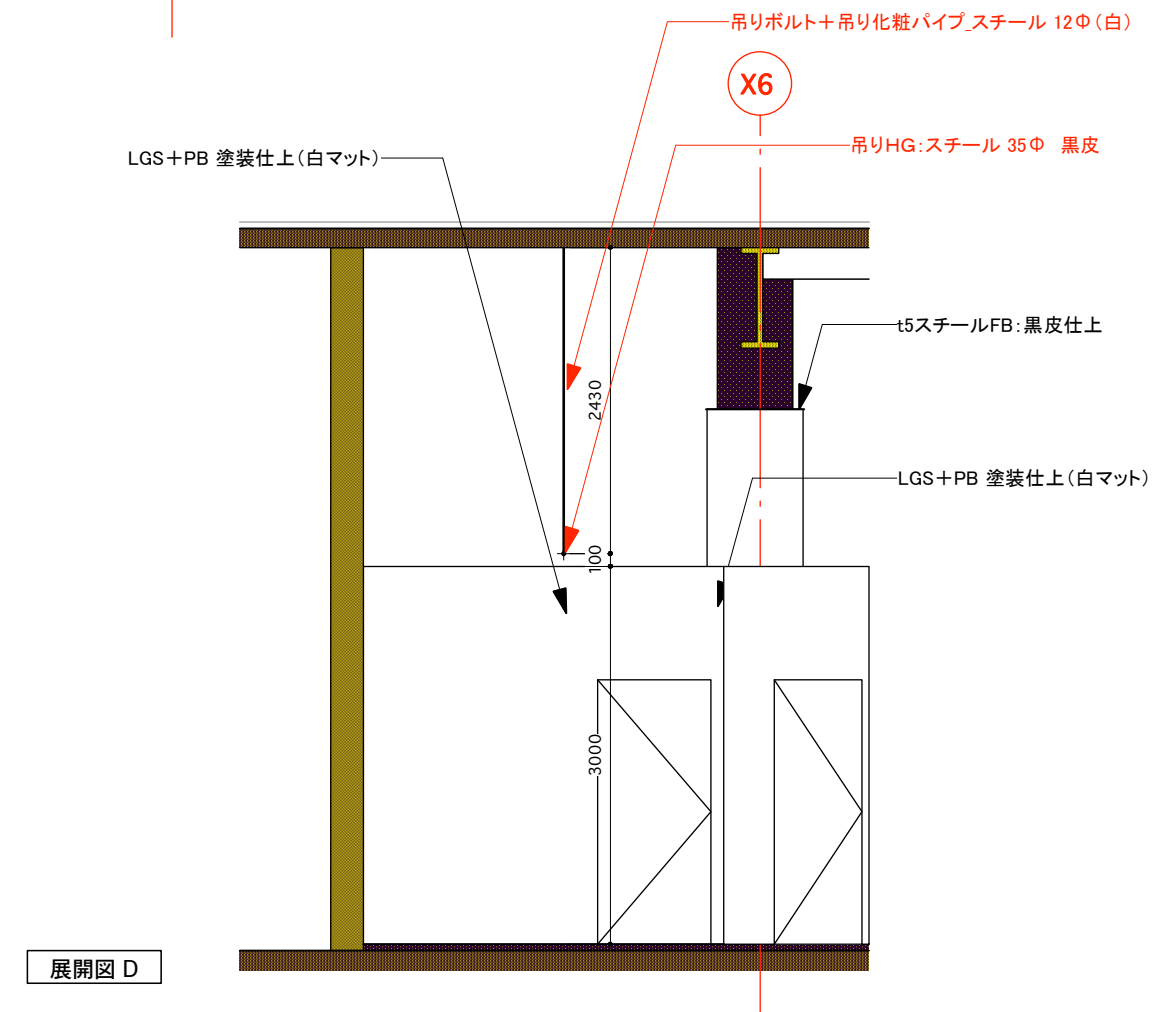 吊りボルト＋吊り化粧パイプ_スチール 12Φ（白）
X6
吊りHG：スチール 35Φ　黒皮
LGS＋PB 塗装仕上（白マット）
t5スチールFB：黒皮仕上
2430
LGS＋PB 塗装仕上（白マット）
100
3000
展開図 D